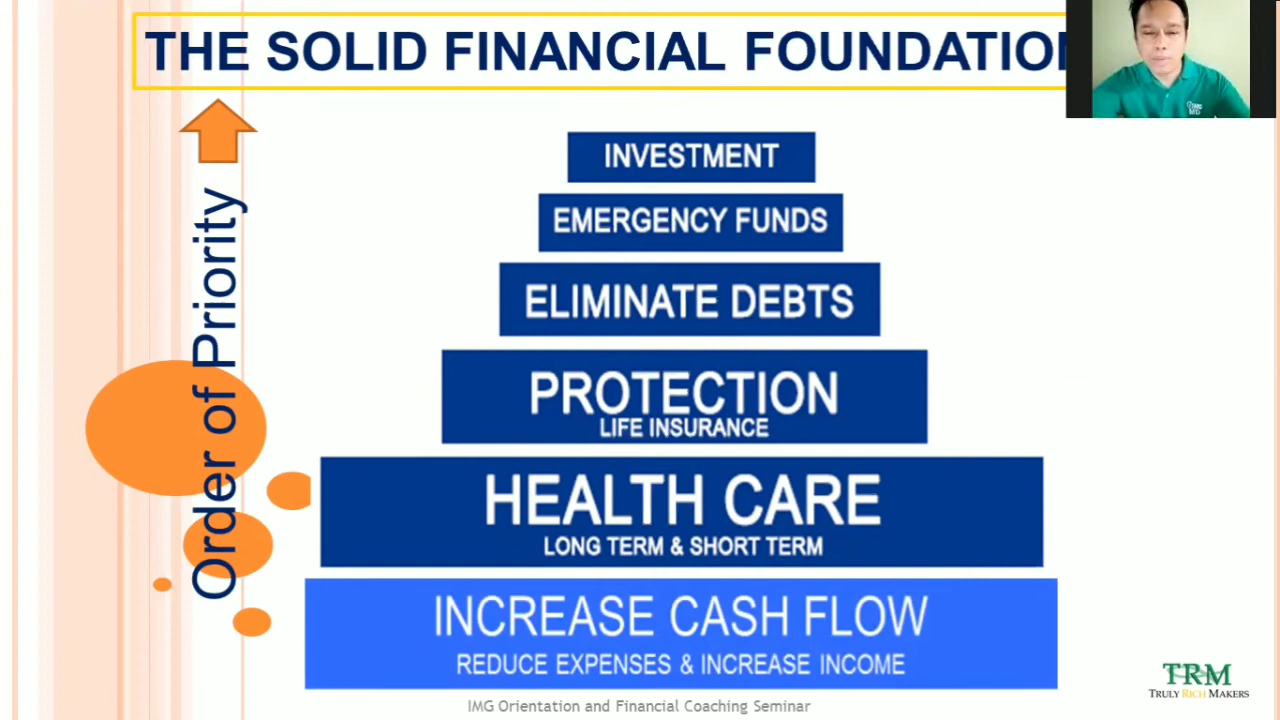 THE SOLID FINANCIAL FOUNDATIO
INVESTMENT
EMERGENCY FUNDS
ELIMINATE DEBTS
PROTECTION
LIFE INSURANCE
HEALTH CARE
LONG TERM & SHORT TERM
INCREASE CASH FLOW
REDUCE EXPENSES & INCREASE INCOME
Order of Priority
IMG Orientation and Financial Coaching Seminar
TRM
TRULY RICH MAKERS